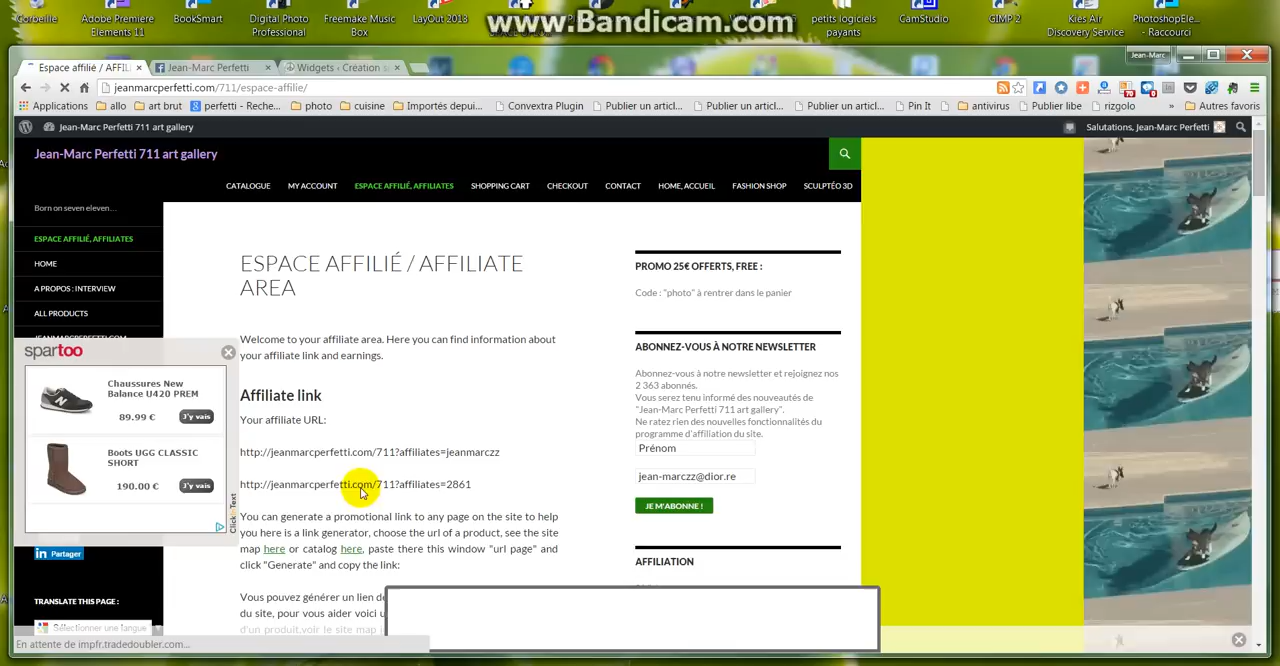 Corbeille
Adobe Premiere
Elements 11
BookSmart
Digital Photo
Professional
Freemake Music
Box
LayOut 2013
www.Bandicam.com
petits logiciels
payants
CamStudio
GIMP 2
Kies Air
Discovery Service
PhotoshopEle...
- Raccourci
Espace affilié / AFFIL
Jean-Marc Perfetti
Widgets ‹ Création s
Jean-Marc
jeanmarcperfetti.com/711/espace-affilie/
Applications
allo
art brut
perfetti - Reche...
photo
cuisine
Importés depui...
Convextra Plugin
Publier un articl...
Publier un articl...
Publier un articl...
Pin It
antivirus
Publier libe
rizgolo
»
Autres favoris
Jean-Marc Perfetti 711 art gallery
Salutations, Jean-Marc Perfetti
Jean-Marc Perfetti 711 art gallery
CATALOGUE
MY ACCOUNT
ESPACE AFFILIÉ, AFFILIATES
SHOPPING CART
CHECKOUT
CONTACT
HOME, ACCUEIL
FASHION SHOP
SCULPTÉO 3D
Born on seven eleven...
ESPACE AFFILIÉ, AFFILIATES
HOME
A PROPOS : INTERVIEW
ALL PRODUCTS
JEANMARCPERFETTI.COM
spartoo
Chaussures New
Balance U420 PREM
89.99 €
J'y vais
Boots UGG CLASSIC
SHORT
190.00 €
J'y vais
ClickInText
Partager
TRANSLATE THIS PAGE :
Sélectionner une langue
En attente de impfr.tradedoubler.com...
ESPACE AFFILIÉ / AFFILIATE
AREA
Welcome to your affiliate area. Here you can find information about
your affiliate link and earnings.
Affiliate link
Your affiliate URL:
http://jeanmarcperfetti.com/711?affiliates=jeanmarczz
http://jeanmarcperfetti.com/711?affiliates=2861
You can generate a promotional link to any page on the site to help
you here is a link generator, choose the url of a product, see the site
map here or catalog here, paste there this window "url page" and
click "Generate" and copy the link:
Vous pouvez générer un lien de
du site, pour vous aider voici u
d'un produit,voir le site map
PROMO 25€ OFFERTS, FREE :
Code : "photo" à rentrer dans le panier
ABONNEZ-VOUS À NOTRE NEWSLETTER
Abonnez-vous à notre newsletter et rejoignez nos
2 363 abonnés.
Vous serez tenu informé des nouveautés de
"Jean-Marc Perfetti 711 art gallery".
Ne ratez rien des nouvelles fonctionnalités du
programme d'affiliation du site.
Prénom
jean-marczz@dior.re
JE M'ABONNE !
AFFILIATION